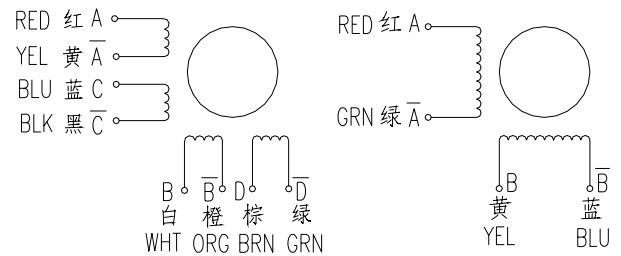 RED 红 A
YEL 黄 A̅
BLU 蓝 C
BLK 黑 C̅
B B̅ D D̅
白 橙 棕 绿
WHT ORG BRN GRN
RED 红 A
GRN 绿 A̅
B B̅
黄 蓝
YEL BLU